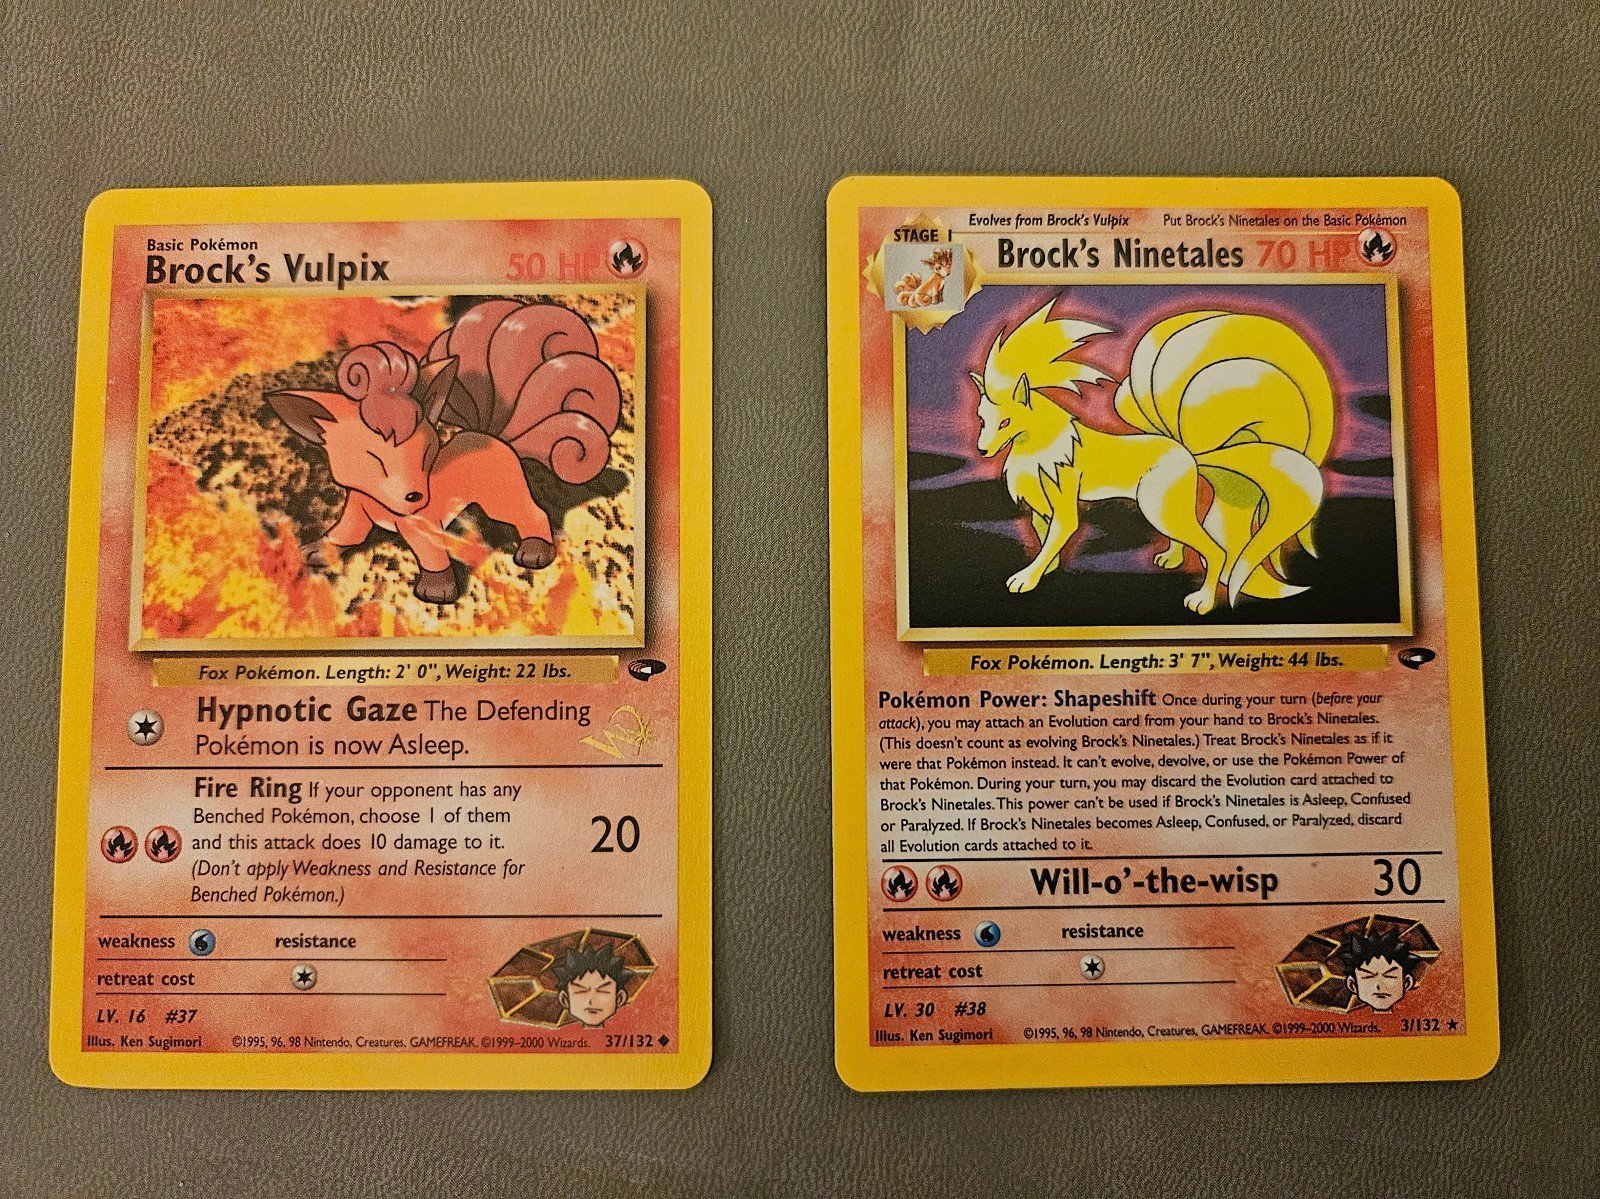 Basic Pokémon
Brock's Vulpix 50 HP
Fox Pokémon. Length: 2' 0", Weight: 22 lbs.
Hypnotic Gaze The Defending
Pokémon is now Asleep.
W
Fire Ring If your opponent has any
Benched Pokémon, choose 1 of them
and this attack does 10 damage to it.
(Don't apply Weakness and Resistance for
Benched Pokémon.)
20
weakness resistance
retreat cost
LV. 16 #37
Illus. Ken Sugimori ©1995, 96, 98 Nintendo, Creatures, GAMEFREAK. ©1999-2000 Wizards. 37/132
Evolves from Brock's Vulpix Put Brock's Ninetales on the Basic Pokémon
STAGE 1
Brock's Ninetales 70 HP
Fox Pokémon. Length: 3' 7", Weight: 44 lbs.
Pokémon Power: Shapeshift Once during your turn (before your
attack), you may attach an Evolution card from your hand to Brock's Ninetales.
(This doesn't count as evolving Brock's Ninetales.) Treat Brock's Ninetales as if it
were that Pokémon instead. It can't evolve, devolve, or use the Pokémon Power of
that Pokémon. During your turn, you may discard the Evolution card attached to
Brock's Ninetales. This power can't be used if Brock's Ninetales is Asleep, Confused
or Paralyzed. If Brock's Ninetales becomes Asleep, Confused, or Paralyzed, discard
all Evolution cards attached to it.
Will-o'-the-wisp 30
weakness resistance
retreat cost
LV. 30 #38
Illus. Ken Sugimori ©1995, 96, 98 Nintendo, Creatures, GAMEFREAK. ©1999-2000 Wizards. 3/132 ★